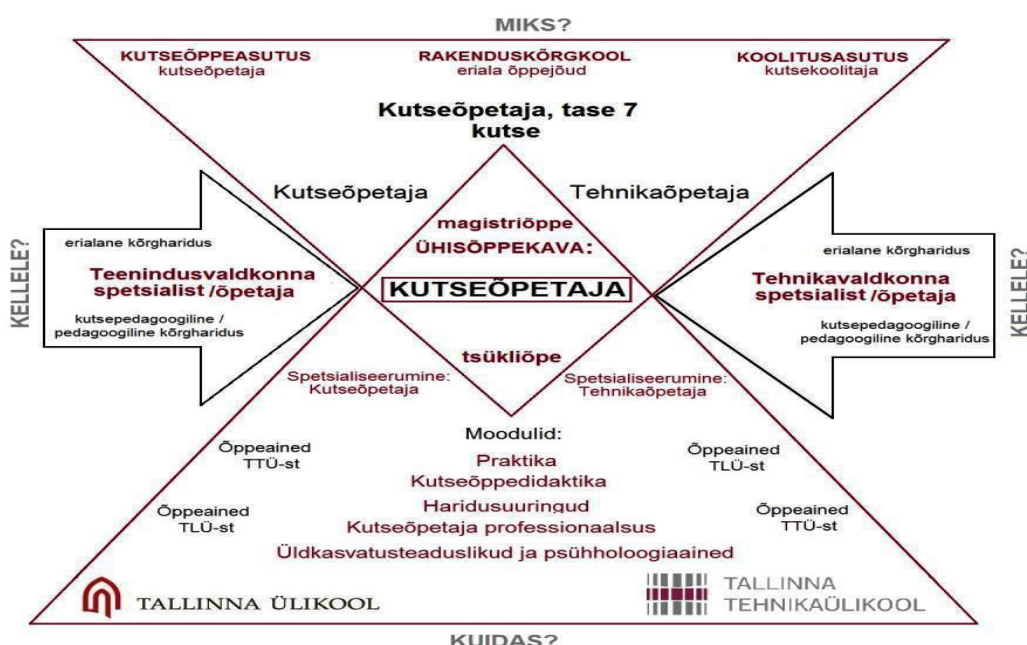 MIKS?
KUTSEÕPPEASUTUS
kutseõpetaja
RAKENDUSKÕRGKOOL
eriala õppejõud
KOOLITUSASUTUS
kutsekoolitaja
Kutseõpetaja, tase 7
kutse
Kutseõpetaja
Tehnikaõpetaja
magistriõppe
ÜHISÕPPEKAVA:
KUTSEÕPETAJA
tsükliõpe
KELLELE?
erialane kõrgharidus
Teenindusvaldkonna
spetsialist /õpetaja
kutsepedagoogiline /
pedagoogiline kõrgharidus
erialane kõrgharidus
Tehnikavaldkonna
spetsialist /õpetaja
kutsepedagoogiline /
pedagoogiline kõrgharidus
KELLELE?
Spetsialiseerumine:
Kutseõpetaja
Spetsialiseerumine:
Tehnikaõpetaja
Moodulid:
Praktika
Kutseõppedidaktika
Haridusuuringud
Kutseõpetaja professionaalsus
Üldkasvatusteaduslikud ja psühholoogiaained
Õppeained
TTÜ-st
Õppeained
TLÜ-st
Õppeained
TLÜ-st
Õppeained
TTÜ-st
TALLINNA ÜLIKOOL
TALLINNA
TEHNIKAÜLIKOOL
KUIDAS?